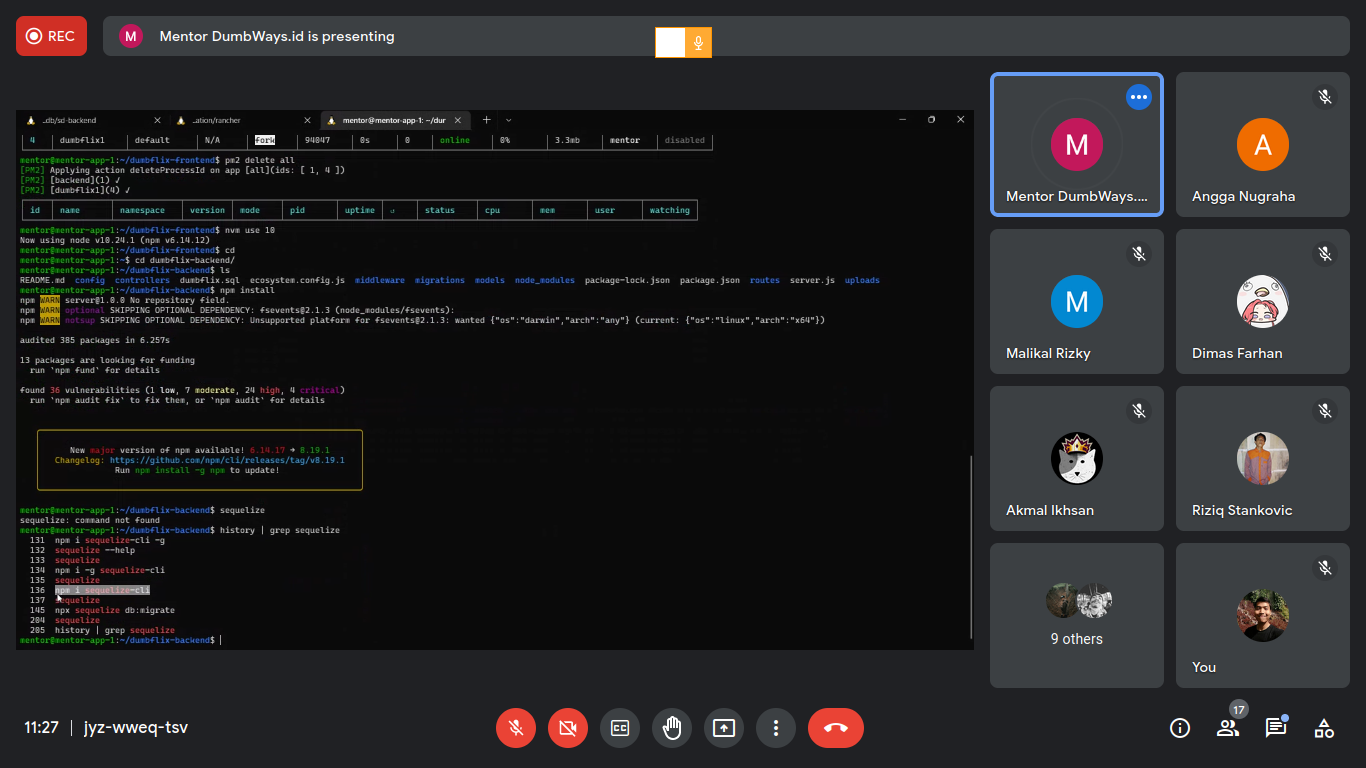 REC
M
Mentor DumbWays.id is presenting
..db/sd-backend
..ation/rancher
mentor@mentor-app-1: ~/dur
4 dumbflix1 default N/A fork 94047 0s 0 online 0% 3.3mb mentor disabled
mentor@mentor-app-1:~/dumbflix-frontend$ pm2 delete all
[PM2] Applying action deleteProcessId on app [all](ids: [ 1, 4 ])
[PM2] [backend](1) ✓
[PM2] [dumbflix1](4) ✓
id name namespace version mode pid uptime ↺ status cpu mem user watching
mentor@mentor-app-1:~/dumbflix-frontend$ nvm use 10
Now using node v10.24.1 (npm v6.14.12)
mentor@mentor-app-1:~/dumbflix-frontend$ cd
mentor@mentor-app-1:~$ cd dumbflix-backend/
mentor@mentor-app-1:~/dumbflix-backend$ ls
README.md config controllers dumbflix.sql ecosystem.config.js middleware migrations models node_modules package-lock.json package.json routes server.js uploads
mentor@mentor-app-1:~/dumbflix-backend$ npm install
npm WARN server@1.0.0 No repository field.
npm WARN optional SKIPPING OPTIONAL DEPENDENCY: fsevents@2.1.3 (node_modules/fsevents):
npm WARN notsup SKIPPING OPTIONAL DEPENDENCY: Unsupported platform for fsevents@2.1.3: wanted {"os":"darwin","arch":"any"} (current: {"os":"linux","arch":"x64"})
audited 385 packages in 6.257s
13 packages are looking for funding
run `npm fund` for details
found 36 vulnerabilities (1 low, 7 moderate, 24 high, 4 critical)
run `npm audit fix` to fix them, or `npm audit` for details
New major version of npm available! 6.14.17 → 8.19.1
Changelog: https://github.com/npm/cli/releases/tag/v8.19.1
Run npm install -g npm to update!
mentor@mentor-app-1:~/dumbflix-backend$ sequelize
sequelize: command not found
mentor@mentor-app-1:~/dumbflix-backend$ history | grep sequelize
131 npm i sequelize-cli -g
132 sequelize --help
133 sequelize
134 npm i -g sequelize-cli
135 sequelize
136 npm i sequelize-cli
137 sequelize
145 npx sequelize db:migrate
204 sequelize
205 history | grep sequelize
mentor@mentor-app-1:~/dumbflix-backend$
M
Mentor DumbWays....
A
Angga Nugraha
M
Malikal Rizky
Dimas Farhan
Akmal Ikhsan
Riziq Stankovic
9 others
You
11:27 | jyz-wweq-tsv
CC
17